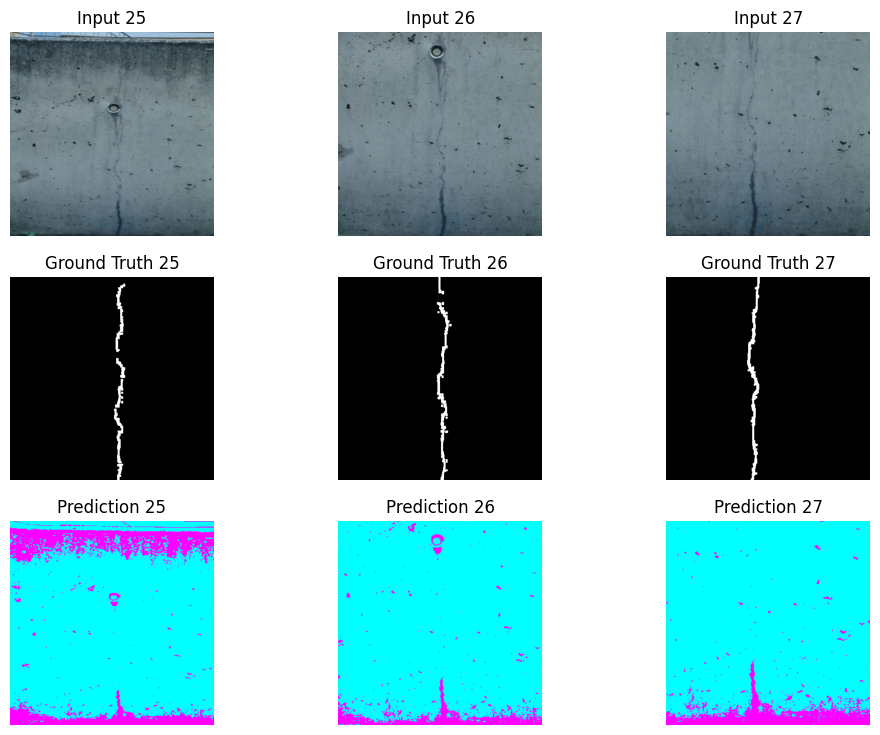 Input 25
Input 26
Input 27
Ground Truth 25
Ground Truth 26
Ground Truth 27
Prediction 25
Prediction 26
Prediction 27